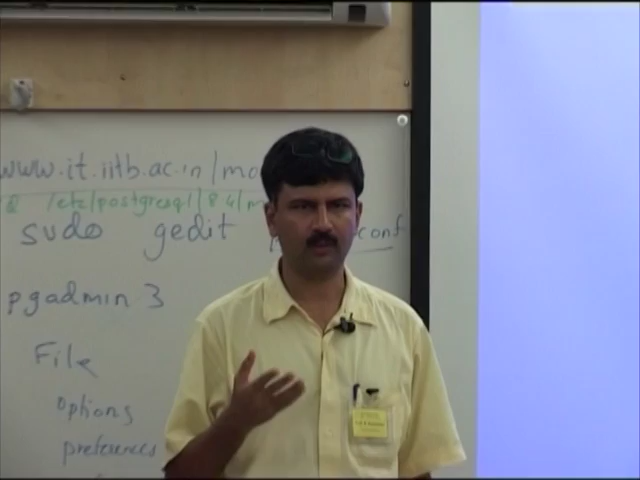 www.it.iitb.ac.in/mo
/etc/postgresql/8.4/m
sudo gedit conf
pgadmin 3
File
options
preferences